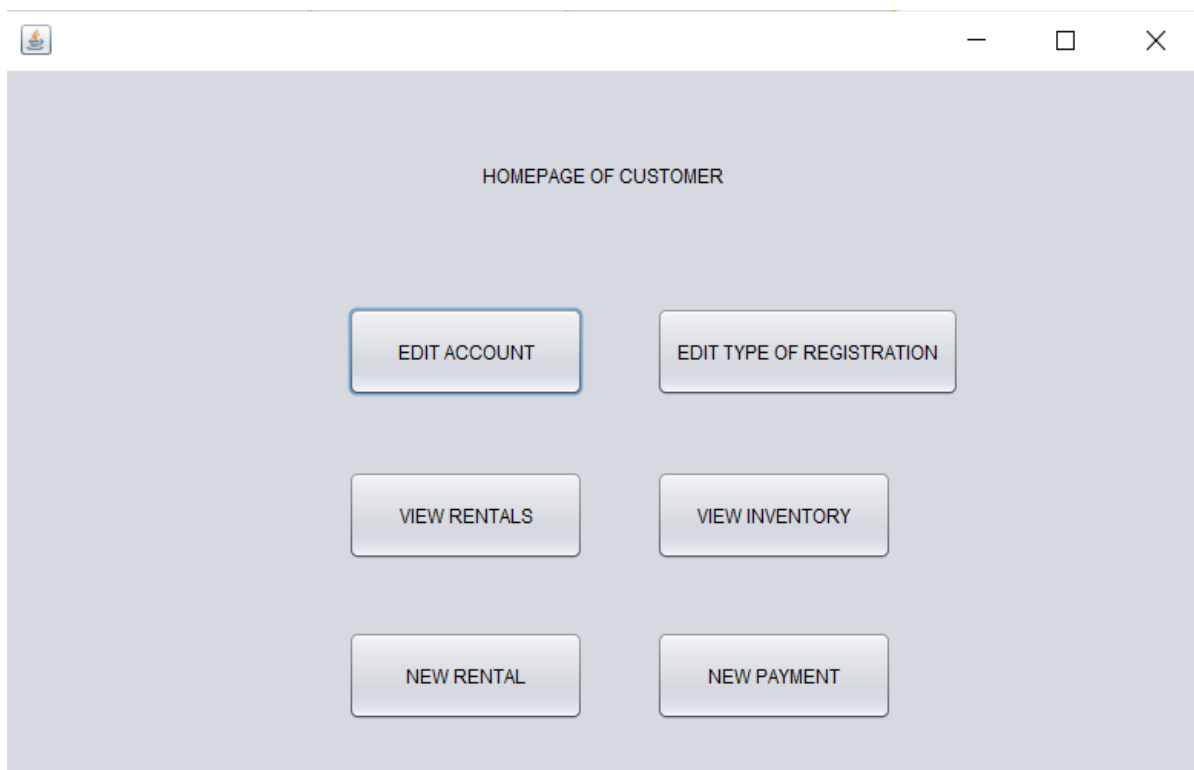 HOMEPAGE OF CUSTOMER
EDIT ACCOUNT
EDIT TYPE OF REGISTRATION
VIEW RENTALS
VIEW INVENTORY
NEW RENTAL
NEW PAYMENT